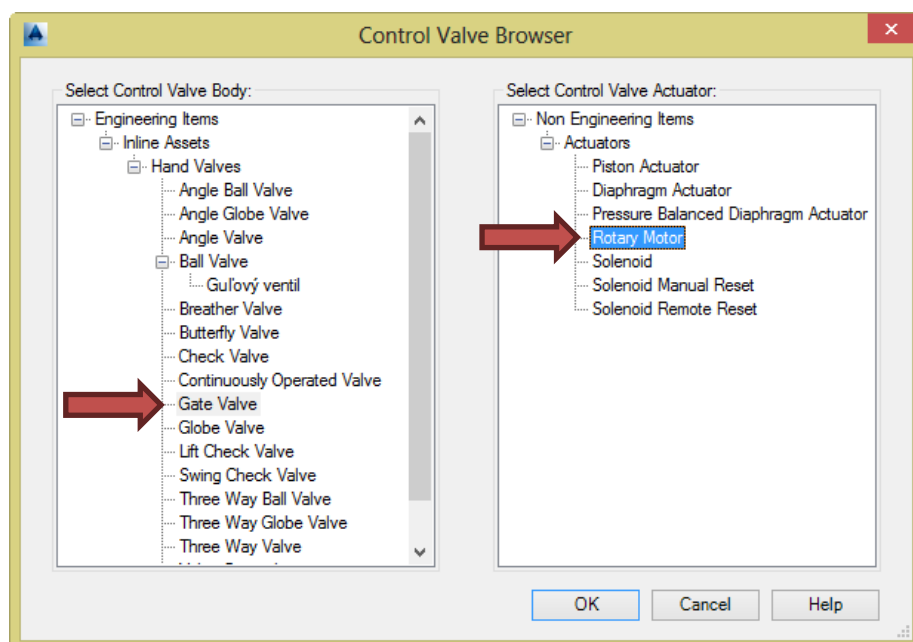 Control Valve Browser
Select Control Valve Body:
Engineering Items
Inline Assets
Hand Valves
Angle Ball Valve
Angle Globe Valve
Angle Valve
Ball Valve
Guľový ventil
Breather Valve
Butterfly Valve
Check Valve
Continuously Operated Valve
Gate Valve
Globe Valve
Lift Check Valve
Swing Check Valve
Three Way Ball Valve
Three Way Globe Valve
Three Way Valve
Select Control Valve Actuator:
Non Engineering Items
Actuators
Piston Actuator
Diaphragm Actuator
Pressure Balanced Diaphragm Actuator
Rotary Motor
Solenoid
Solenoid Manual Reset
Solenoid Remote Reset
OK Cancel Help